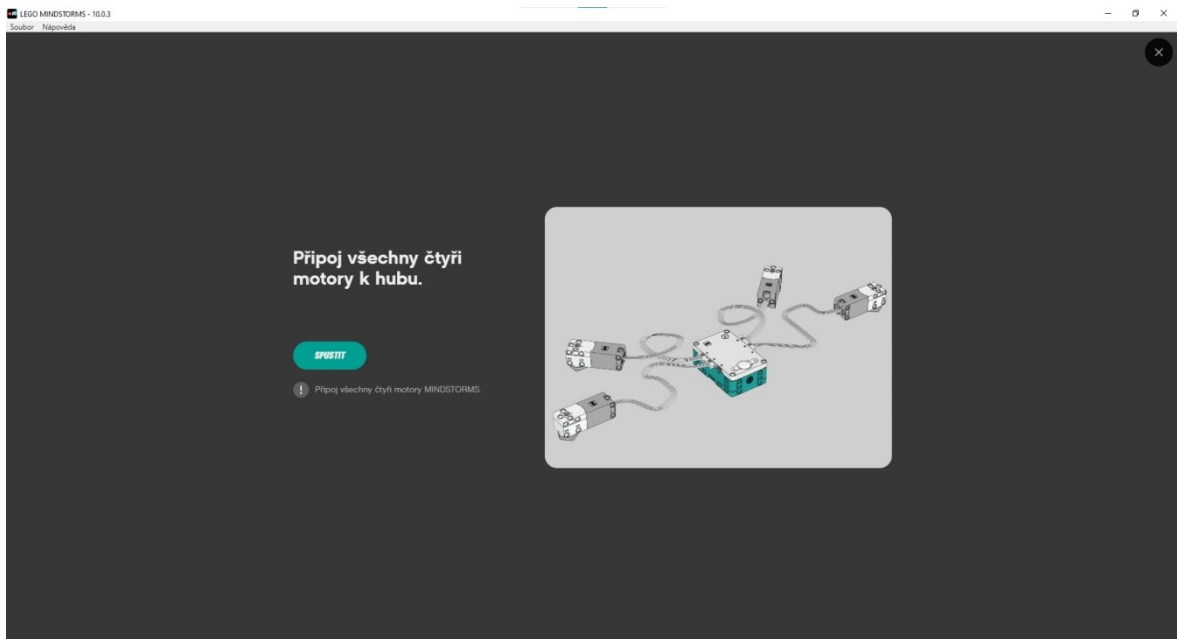 LEGO MINDSTORMS - 10.0.3
Soubor Nápověda
Připoj všechny čtyři
motory k hubu.
SPUSTIT
Připoj všechny čtyři motory MINDSTORMS.